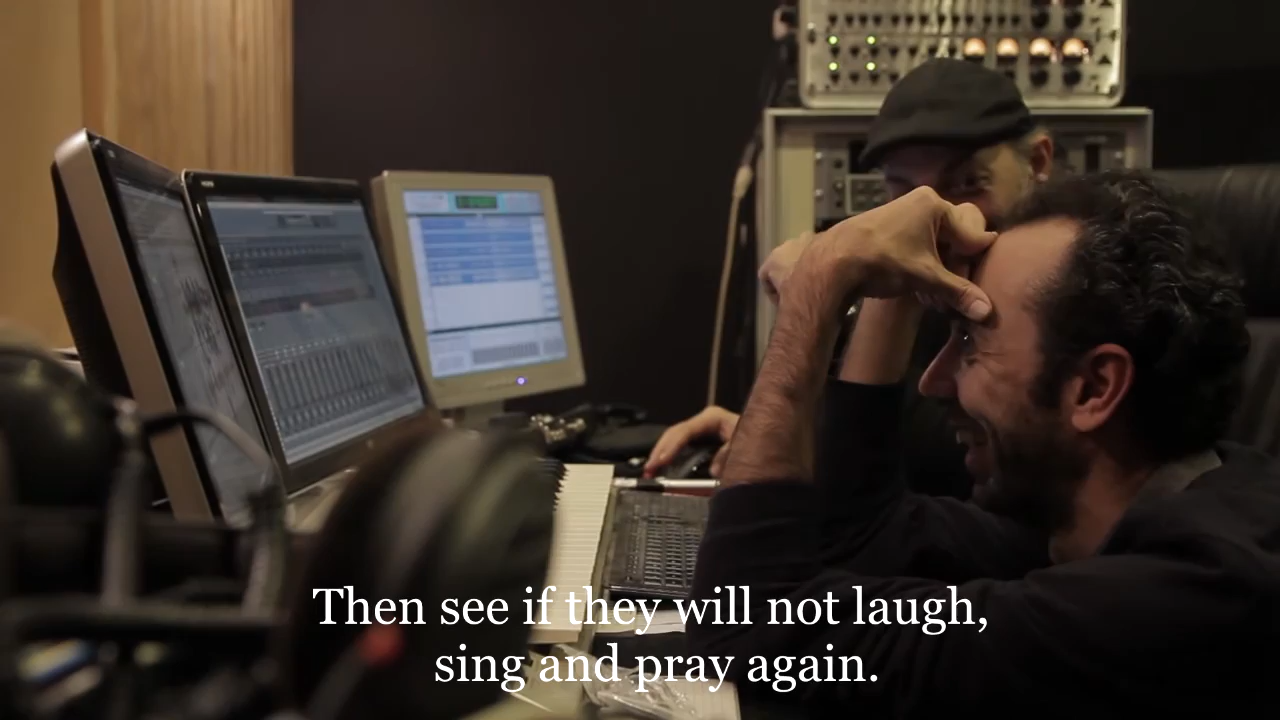 Then see if they will not laugh,
sing and pray again.